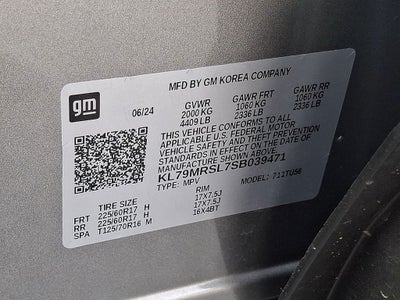 gm
MFD BY GM KOREA COMPANY
06/24 GVWR GAWR FRT GAWR RR
2000 KG 1060 KG 1060 KG
4409 LB 2336 LB 2336 LB
THIS VEHICLE CONFORMS TO ALL
APPLICABLE U.S. FEDERAL MOTOR
VEHICLE SAFETY AND THEFT PREVENTION
STANDARDS IN EFFECT ON THE DATE OF
MANUFACTURE SHOWN ABOVE.
KL79MRSL7SB039471
TYPE: MPV MODEL: 711TU56
TIRE SIZE RIM
FRT 225/60R17 H 17X7.5J
RR 225/60R17 H 17X7.5J
SPA T125/70R16 M 16X4BT